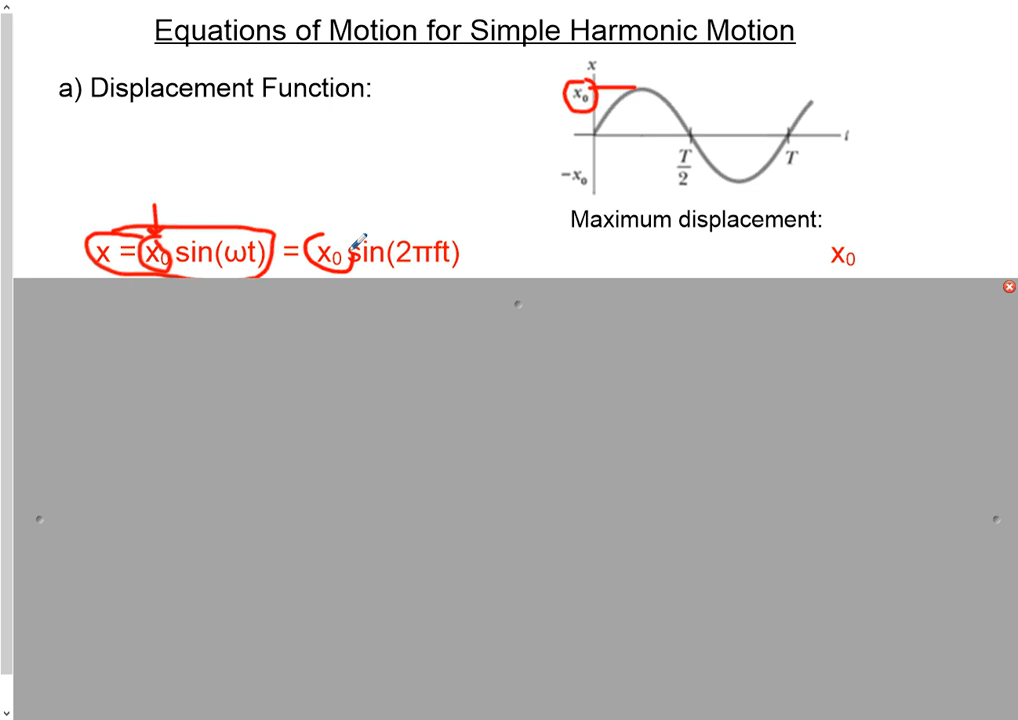 Equations of Motion for Simple Harmonic Motion
a) Displacement Function:
x
x₀
t
T/2
T
-x₀
Maximum displacement:
x = x₀ sin(ωt) = x₀ sin(2πft)
x₀